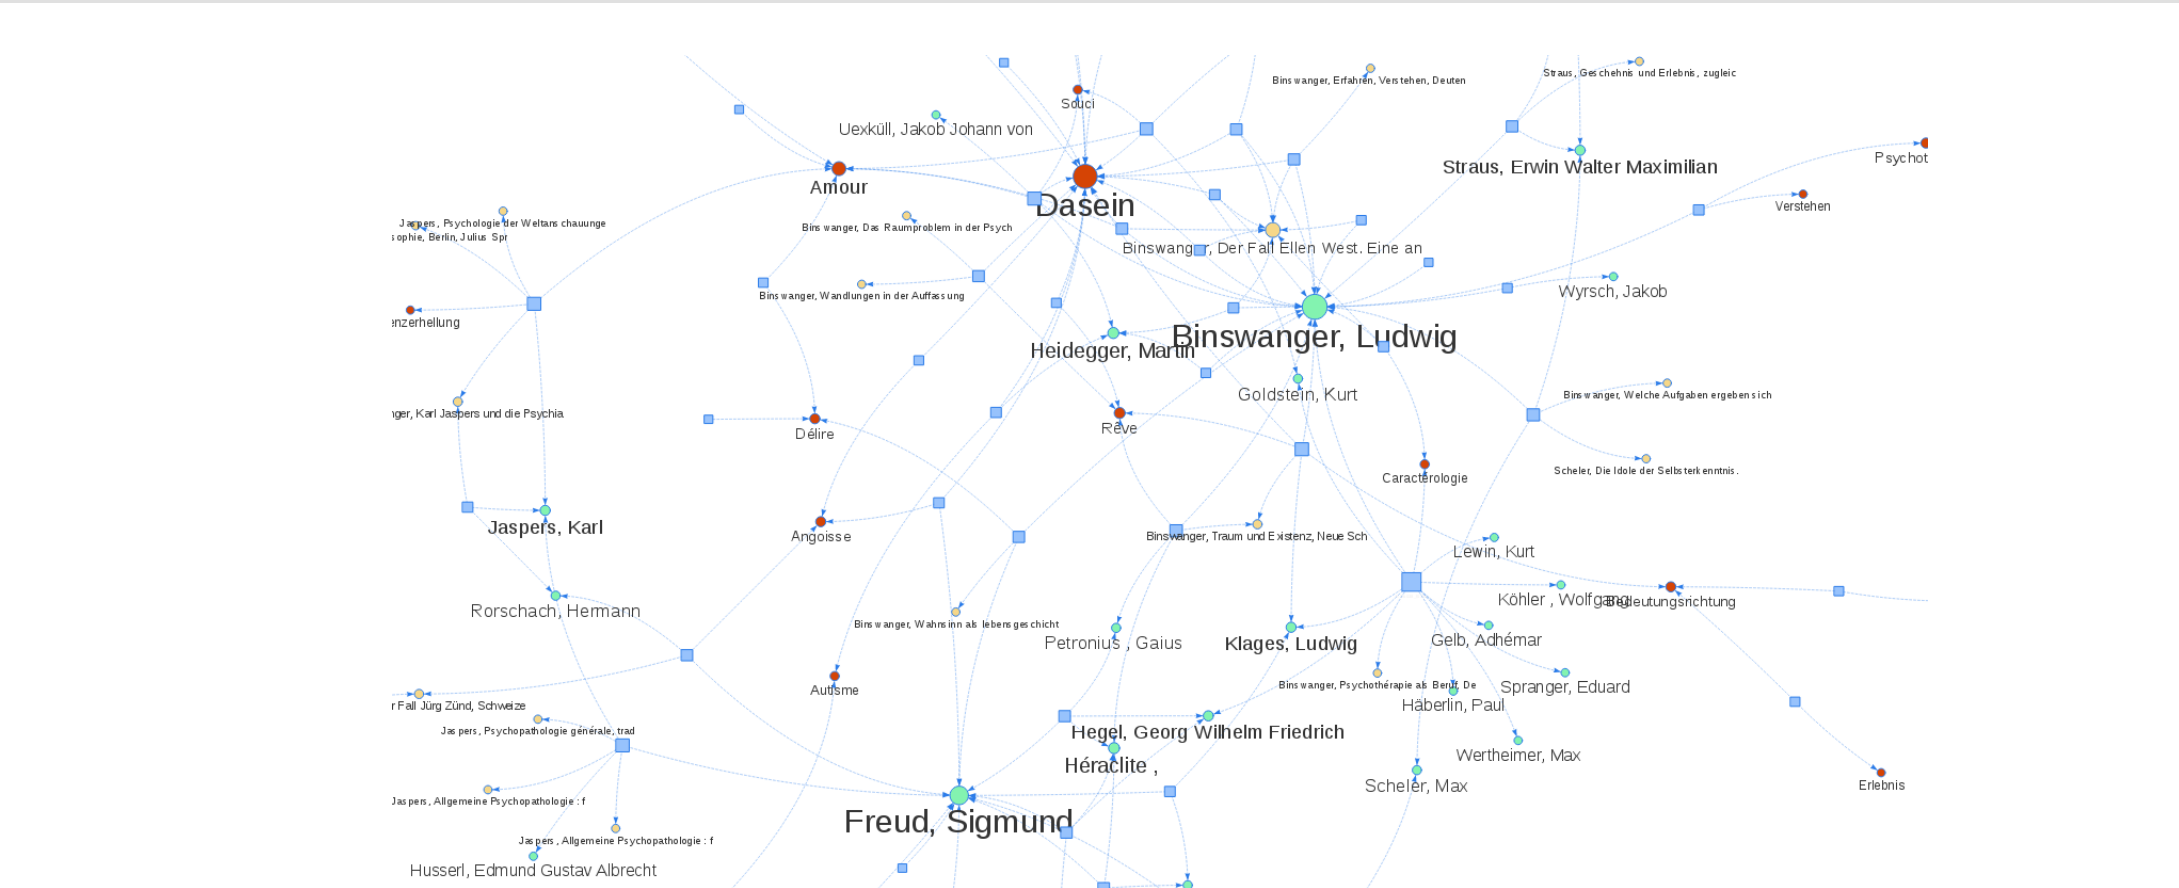 Straus, Geschehnis und Erlebnis, zugleic
Binswanger, Erfahren, Verstehen, Deuten
Souci
Uexküll, Jakob Johann von
Psychot
Straus, Erwin Walter Maximilian
Amour
Dasein
Verstehen
Jaspers, Psychologie der Weltanschauunge
Binswanger, Das Raumproblem in der Psych
sophie, Berlin, Julius Spr
Binswanger, Der Fall Ellen West. Eine an
Wyrsch, Jakob
Binswanger, Wandlungen in der Auffassung
enzerhellung
Binswanger, Ludwig
Heidegger, Martin
Goldstein, Kurt
Binswanger, Welche Aufgaben ergeben sich
nger, Karl Jaspers und die Psychia
Rêve
Délire
Scheler, Die Idole der Selbsterkenntnis.
Caractérologie
Jaspers, Karl
Angoisse
Binswanger, Traum und Existenz, Neue Sch
Lewin, Kurt
Köhler , Wolfgang
Bedeutungsrichtung
Rorschach, Hermann
Binswanger, Wahnsinn als lebensgeschicht
Petronius , Gaius
Klages, Ludwig
Gelb, Adhémar
Binswanger, Psychothérapie als Beruf, De
Spranger, Eduard
Autisme
r Fall Jürg Zünd, Schweize
Häberlin, Paul
Jaspers, Psychopathologie générale, trad
Hegel, Georg Wilhelm Friedrich
Wertheimer, Max
Héraclite ,
Scheler, Max
Erlebnis
Jaspers, Allgemeine Psychopathologie : f
Freud, Sigmund
Jaspers, Allgemeine Psychopathologie : f
Husserl, Edmund Gustav Albrecht